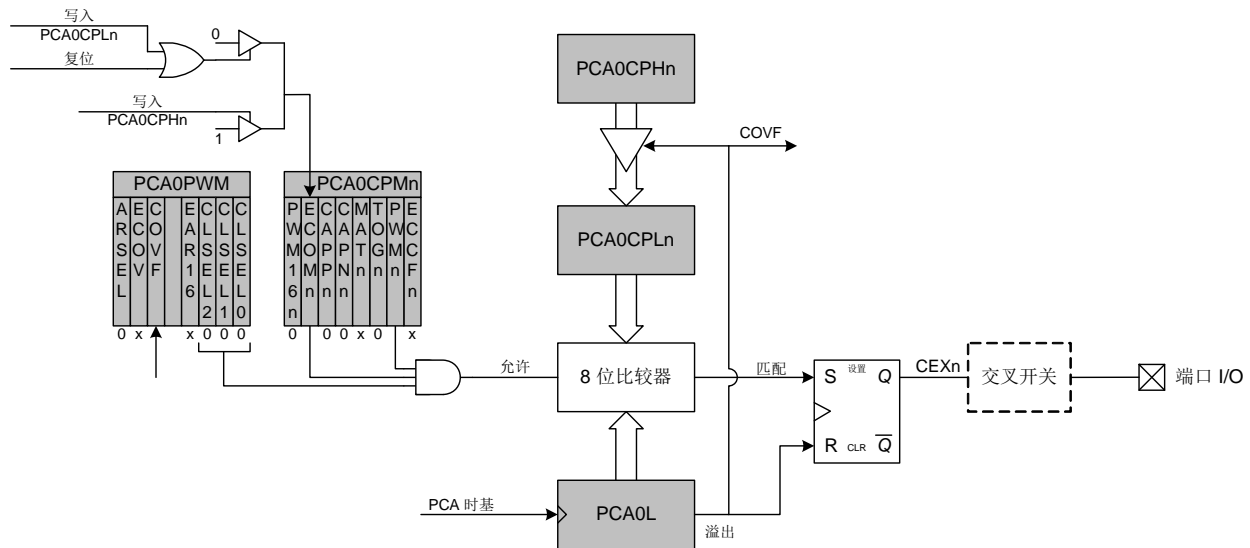 写入
PCA0CPLn
复位
0
写入
PCA0CPHn
1
PCA0CPHn
COVF
PCA0PWM
ARSEL
ECOV
COVF
EAR16
CLSEL2
CLSEL1
CLSEL0
0 x x 0 0 0
PCA0CPMn
PWM16n
ECOMn
CAPPn
CAPNn
MATn
TOGn
PWMn
ECCFn
0 0 0 x 0 x
PCA0CPLn
允许
8 位比较器
匹配
S 设置 Q
R CLR Q
CEXn
交叉开关
端口 I/O
PCA 时基
PCA0L
溢出